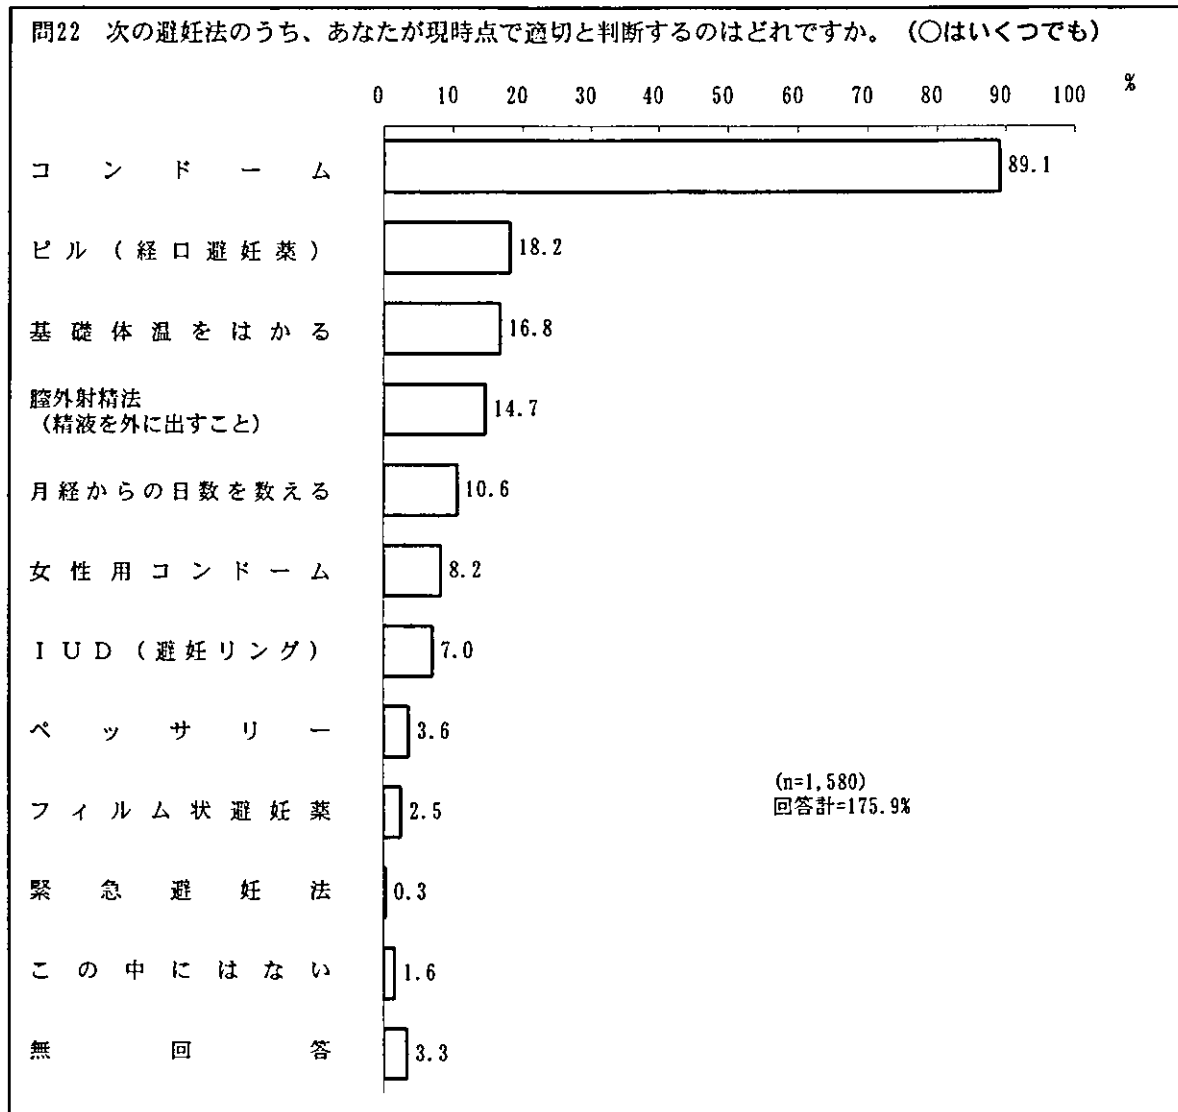 問22 次の避妊法のうち、あなたが現時点で適切と判断するのはどれですか。(〇はいくつでも)
%
0 10 20 30 40 50 60 70 80 90 100
コンドーム 89.1
ピル(経口避妊薬) 18.2
基礎体温をはかる 16.8
膣外射精法
(精液を外に出すこと) 14.7
月経からの日数を数える 10.6
女性用コンドーム 8.2
IUD(避妊リング) 7.0
ペッサリー 3.6
(n=1,580)
フィルム状避妊薬 2.5
回答計=175.9%
緊急避妊法 0.3
この中にはない 1.6
無回答 3.3